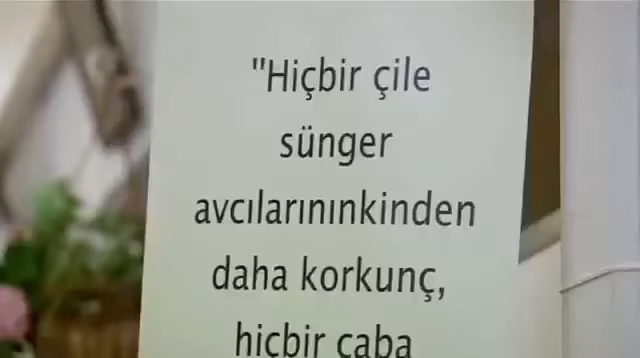 "Hiçbir çile
sünger
avcılarınınkinden
daha korkunç,
hiçbir çaba